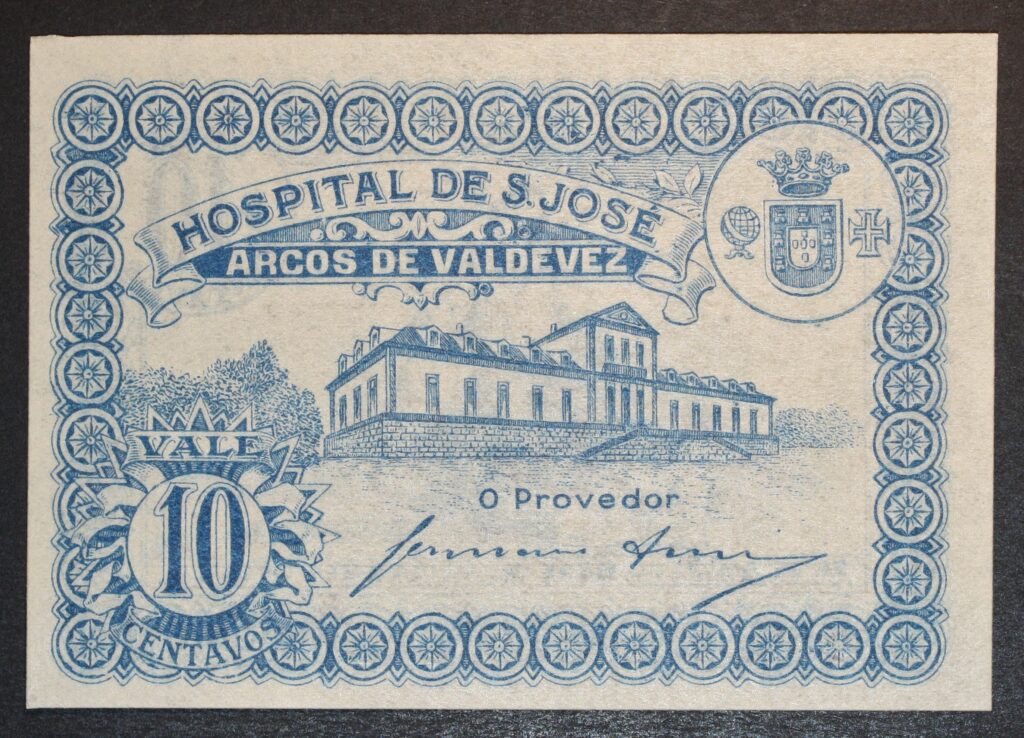 HOSPITAL DE S. JOSÉ
ARCOS DE VALDEVEZ
VALE
10
CENTAVOS
O Provedor